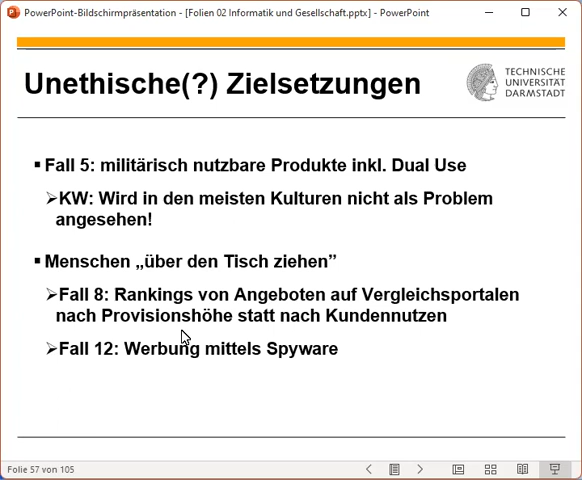 PowerPoint-Bildschirmpräsentation - [Folien 02 Informatik und Gesellschaft.pptx] - PowerPoint
Unethische(?) Zielsetzungen
TECHNISCHE
UNIVERSITÄT
DARMSTADT
▪ Fall 5: militärisch nutzbare Produkte inkl. Dual Use
➢KW: Wird in den meisten Kulturen nicht als Problem
angesehen!
▪ Menschen „über den Tisch ziehen”
➢Fall 8: Rankings von Angeboten auf Vergleichsportalen
nach Provisionshöhe statt nach Kundennutzen
➢Fall 12: Werbung mittels Spyware
Folie 57 von 105